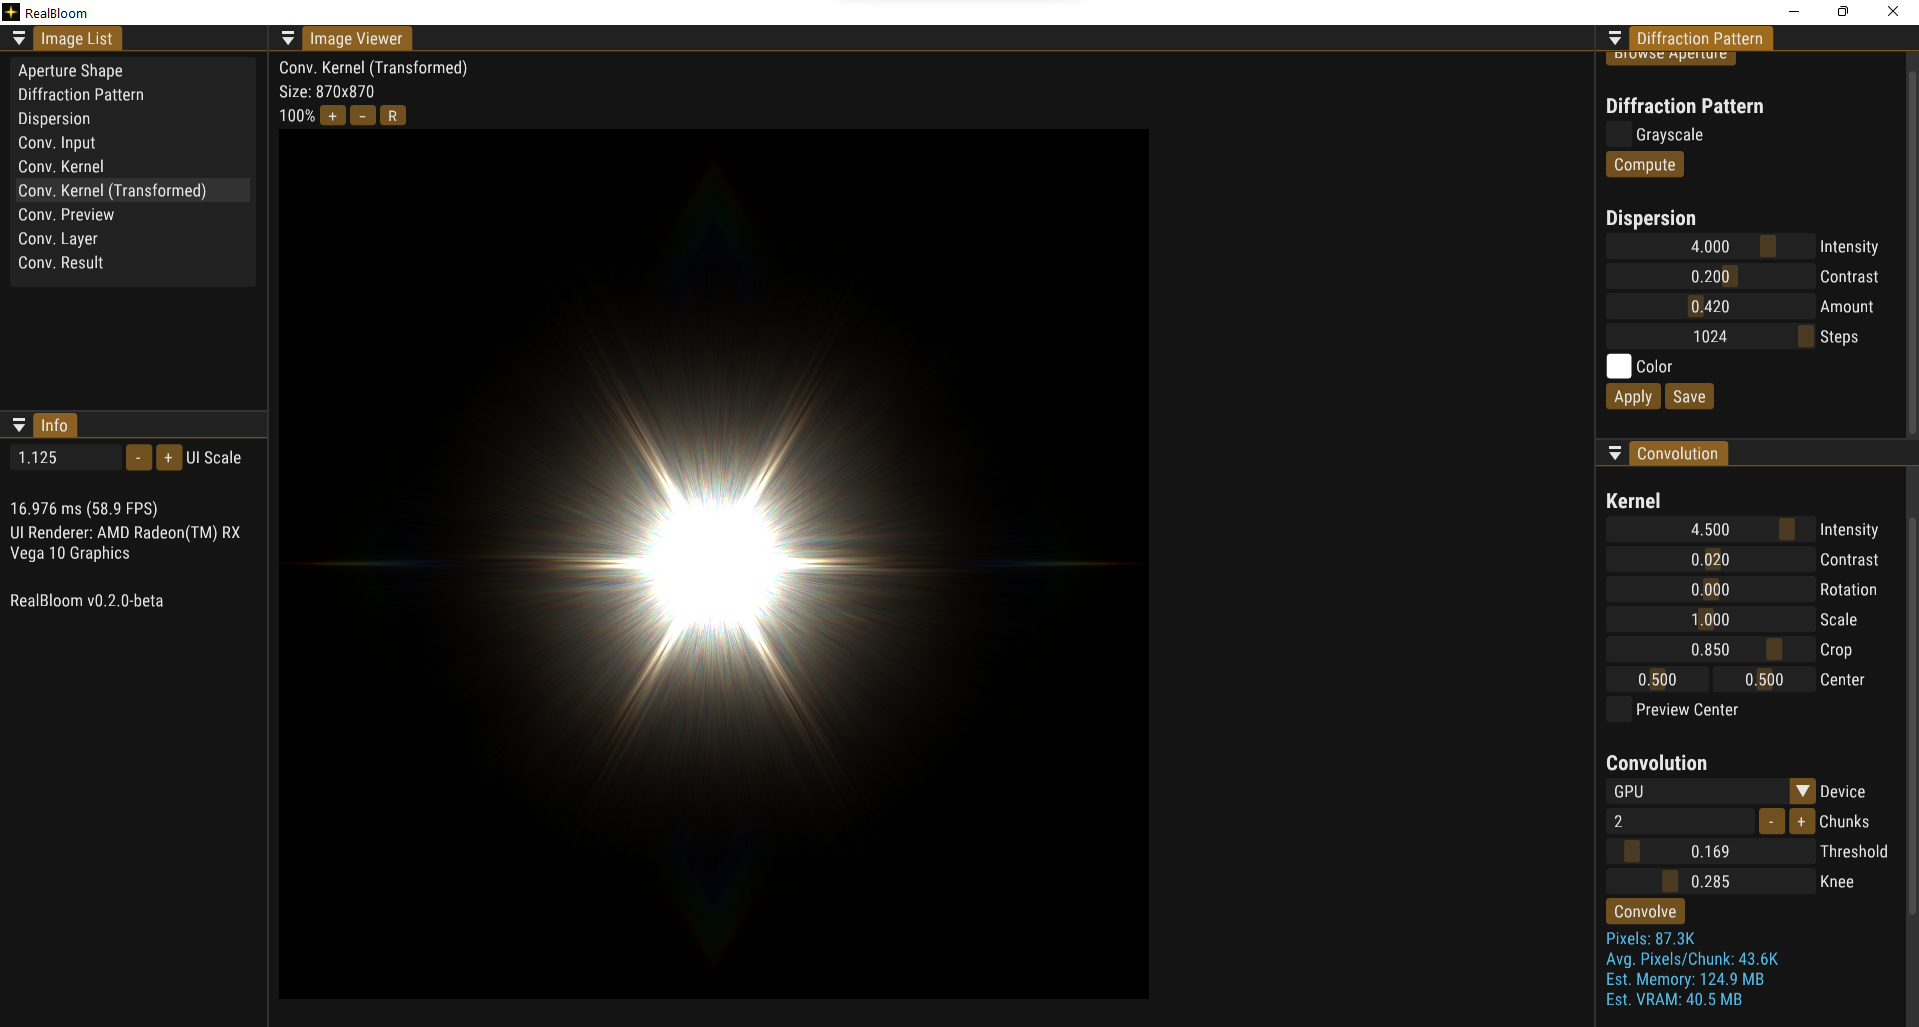 RealBloom
Image List
Aperture Shape
Diffraction Pattern
Dispersion
Conv. Input
Conv. Kernel
Conv. Kernel (Transformed)
Conv. Preview
Conv. Layer
Conv. Result
Info
1.125 - + UI Scale
16.976 ms (58.9 FPS)
UI Renderer: AMD Radeon(TM) RX
Vega 10 Graphics
RealBloom v0.2.0-beta
Image Viewer
Conv. Kernel (Transformed)
Size: 870x870
100% + - R
Diffraction Pattern
Browse Aperture
Diffraction Pattern
Grayscale
Compute
Dispersion
4.000 Intensity
0.200 Contrast
0.420 Amount
1024 Steps
Color
Apply Save
Convolution
Kernel
4.500 Intensity
0.020 Contrast
0.000 Rotation
1.000 Scale
0.850 Crop
0.500 0.500 Center
Preview Center
Convolution
GPU Device
2 - + Chunks
0.169 Threshold
0.285 Knee
Convolve
Pixels: 87.3K
Avg. Pixels/Chunk: 43.6K
Est. Memory: 124.9 MB
Est. VRAM: 40.5 MB